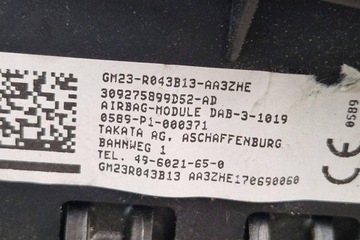 GM23-R043B13-AA3ZHE
309275899D52-AD
AIRBAG-MODULE DAB-3-1019
0589-P1-000371
TAKATA AG, ASCHAFFENBURG
BAHNWEG 1
TEL. 49-6021-65-0
GM23R043B13 AA3ZHE170690060
0589
CE